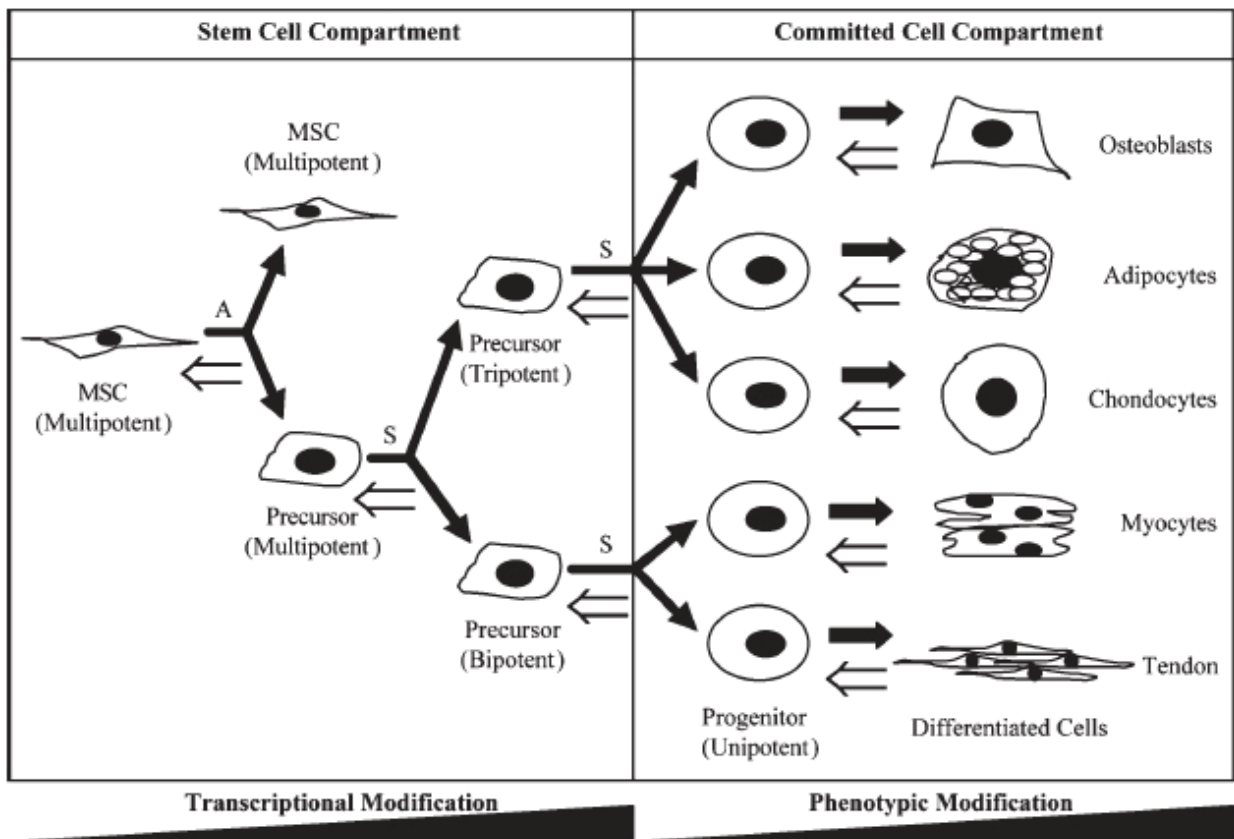 Stem Cell Compartment
Committed Cell Compartment
MSC
(Multipotent)
A
MSC
(Multipotent)
S
Precursor
(Multipotent)
S
Precursor
(Tripotent)
S
Precursor
(Bipotent)
Osteoblasts
Adipocytes
Chondocytes
Myocytes
Tendon
Progenitor
(Unipotent)
Differentiated Cells
Transcriptional Modification
Phenotypic Modification